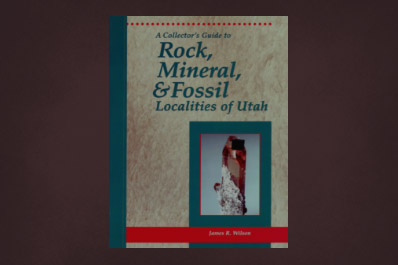 A Collector's Guide to
Rock,
Mineral,
&Fossil
Localities of Utah
James R. Wilson